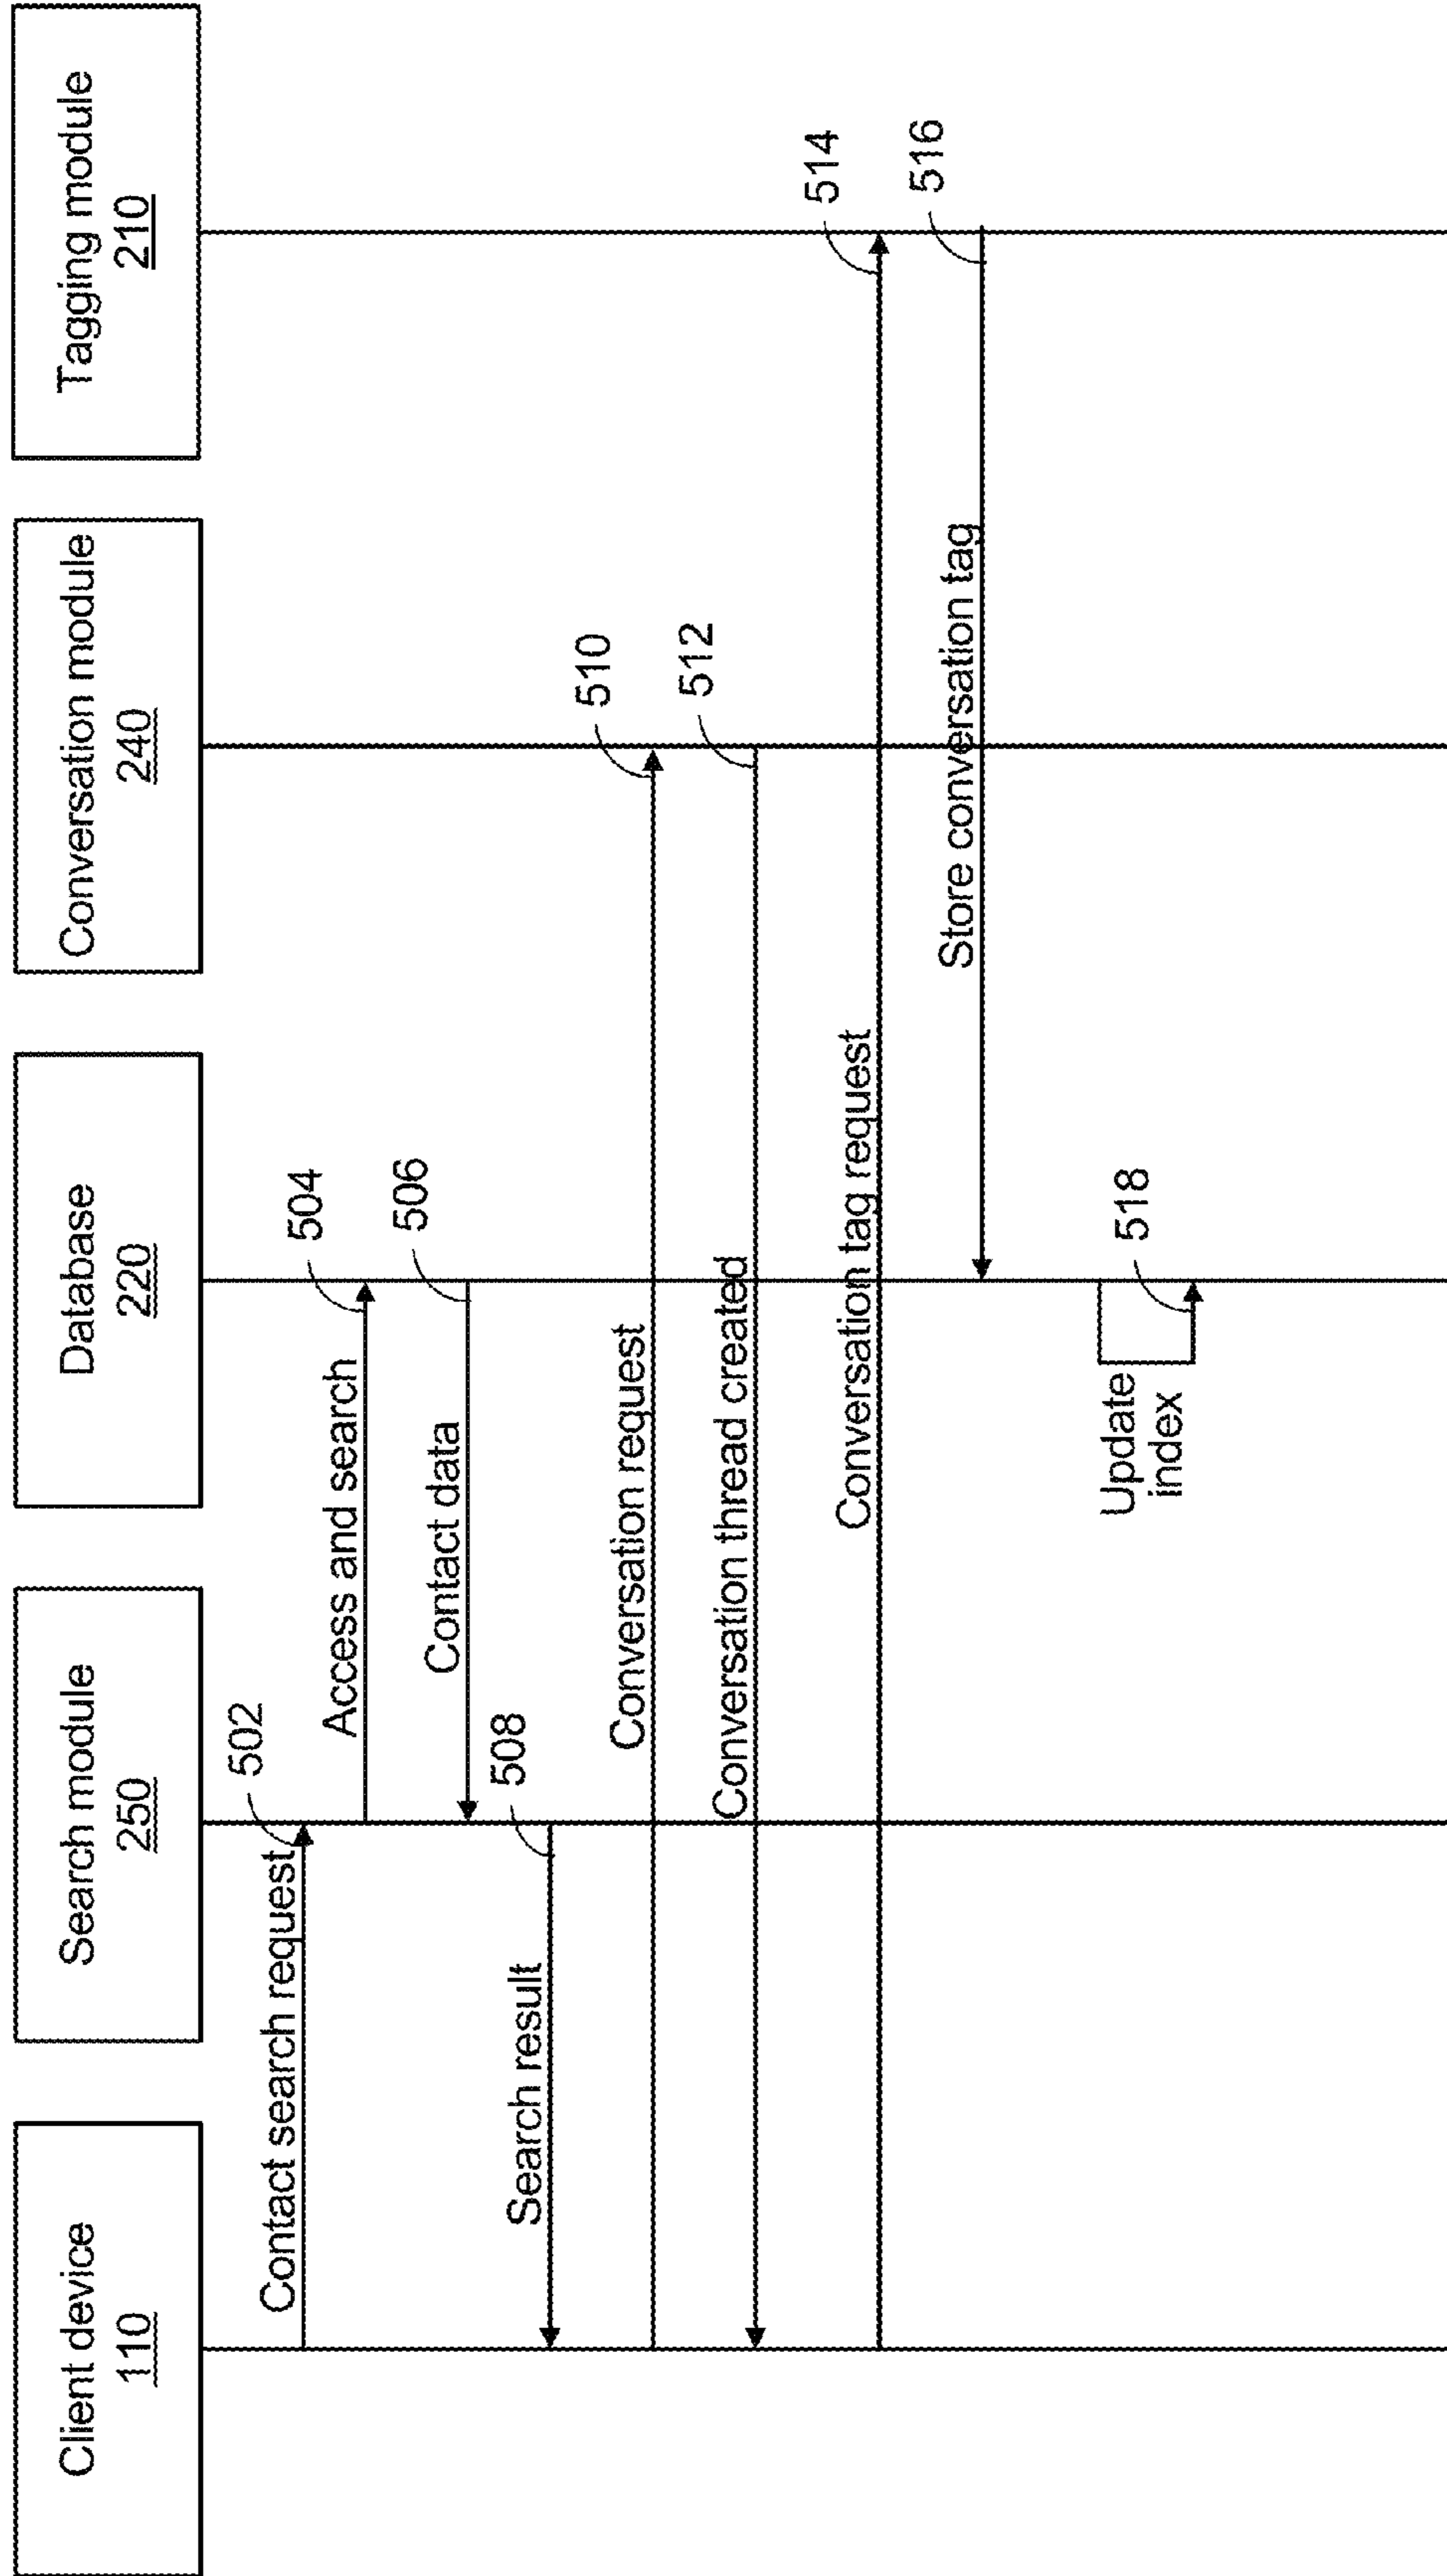 Client device
110
Search module
250
Database
220
Conversation module
240
Tagging module
210
Contact search request
502
Access and search
504
Contact data
506
Search result
508
Conversation request
510
Conversation thread created
512
Conversation tag request
514
Store conversation tag
516
Update
index
518